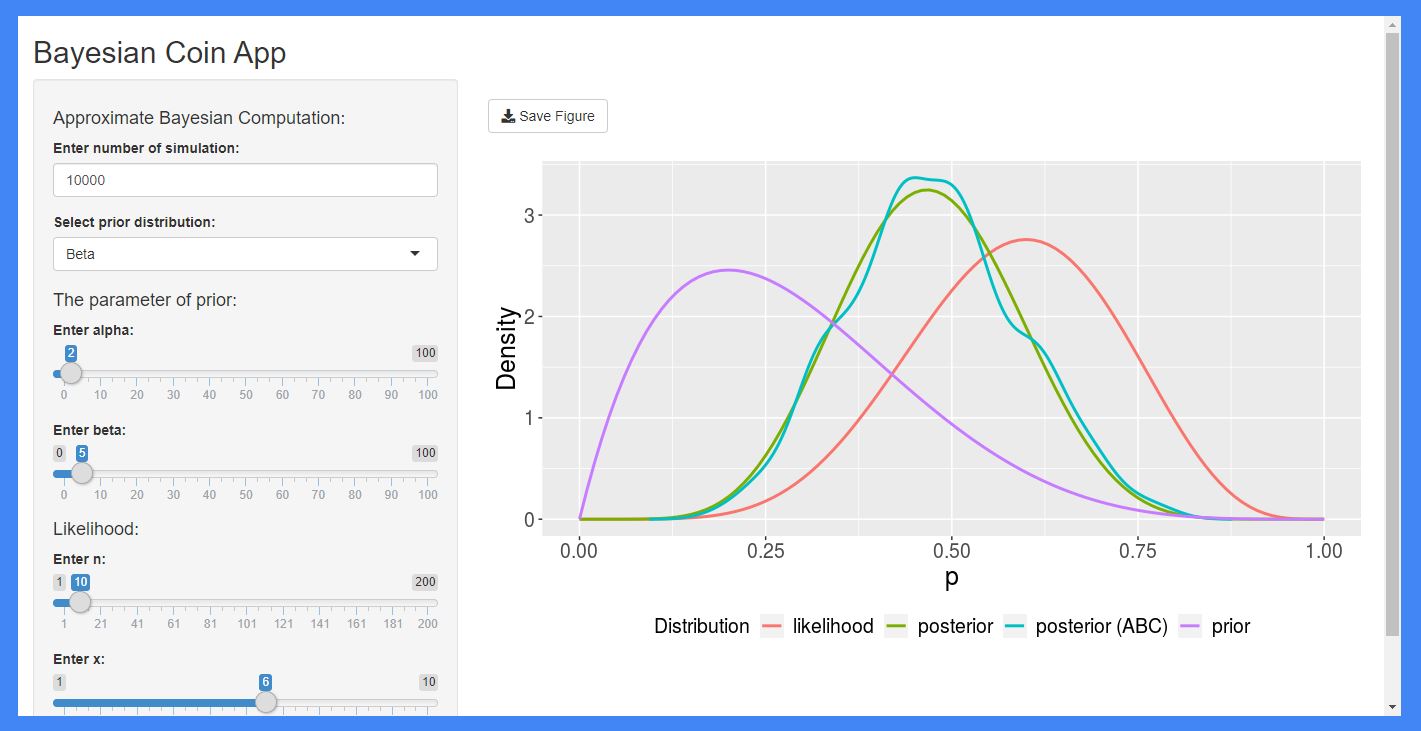 Bayesian Coin App
Approximate Bayesian Computation:
Enter number of simulation:
10000
Select prior distribution:
Beta
The parameter of prior:
Enter alpha:
2 100
0 10 20 30 40 50 60 70 80 90 100
Enter beta:
0 5 100
0 10 20 30 40 50 60 70 80 90 100
Likelihood:
Enter n:
1 10 200
1 21 41 61 81 101 121 141 161 181 200
Enter x:
1 6 10
Save Figure
Density
3
2
1
0
0.00 0.25 0.50 0.75 1.00
p
Distribution likelihood posterior posterior (ABC) prior